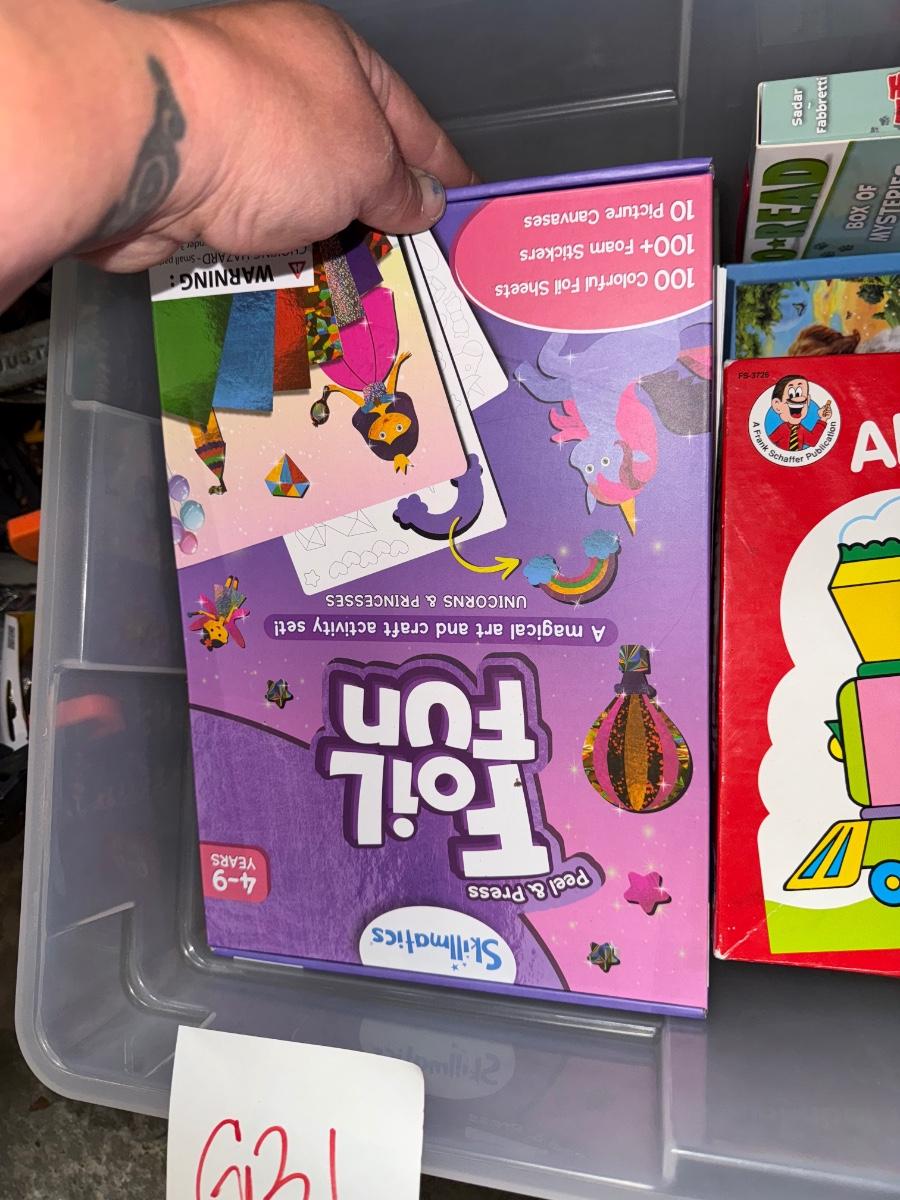 Skillmatics
Peel & Press
FoiL
Fun
4-9
YEARS
A magical art and craft activity set!
UNICORNS & PRINCESSES
100 Colorful Foil Sheets
100+ Foam Stickers
10 Picture Canvases
WARNING:
CHOKING HAZARD - Small
Sadar
Fabbretti
READ
BOX OF
MYSTERIES
FS-3726
A Frank Schaffer Publication